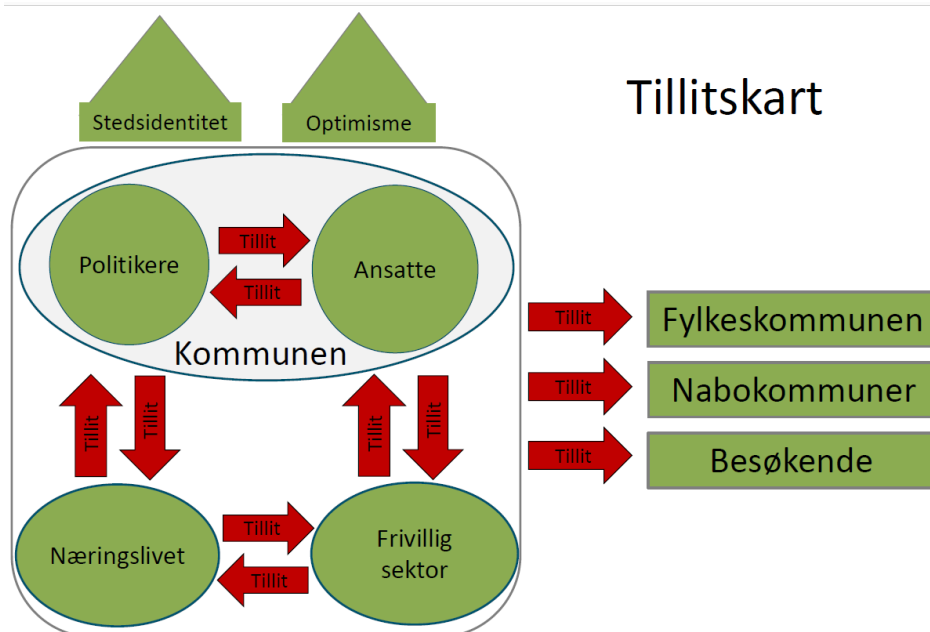 Tillitskart
Stedsidentitet
Optimisme
Politikere
Tillit
Tillit
Ansatte
Kommunen
Tillit
Tillit
Tillit
Tillit
Tillit
Fylkeskommunen
Tillit
Nabokommuner
Tillit
Besøkende
Næringslivet
Tillit
Tillit
Frivillig
sektor